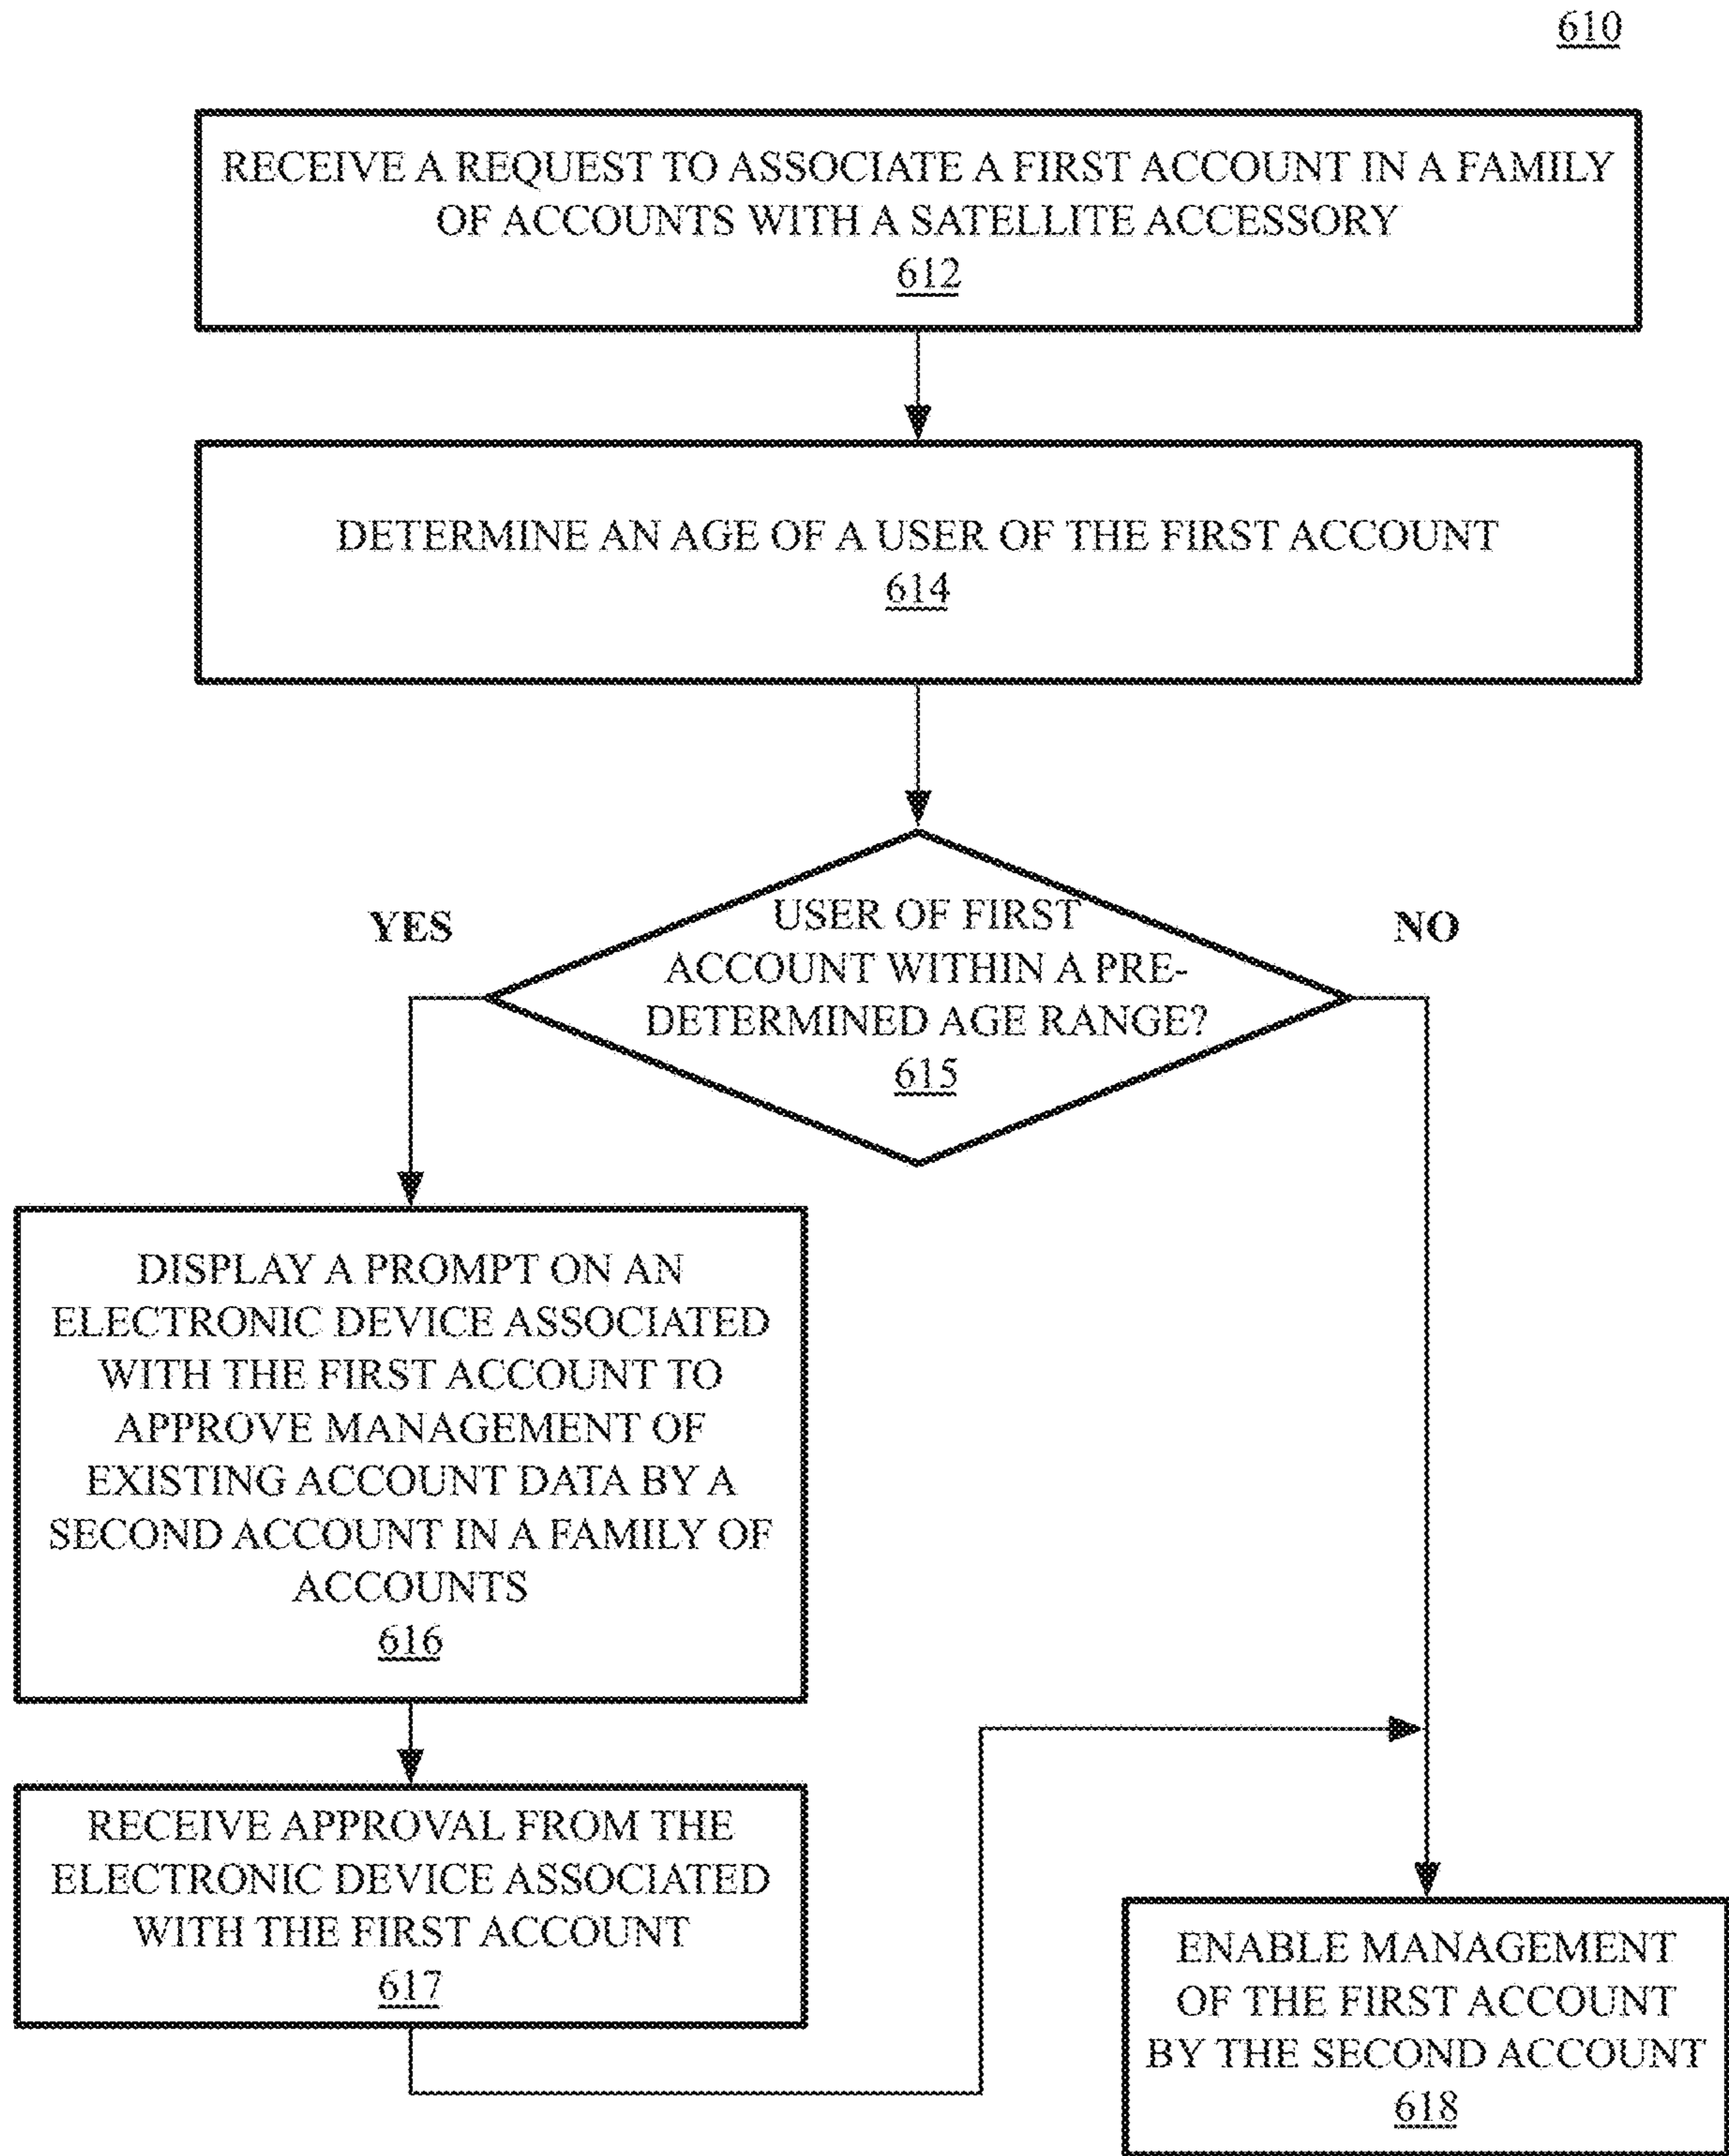 610
RECEIVE A REQUEST TO ASSOCIATE A FIRST ACCOUNT IN A FAMILY
OF ACCOUNTS WITH A SATELLITE ACCESSORY
612
DETERMINE AN AGE OF A USER OF THE FIRST ACCOUNT
614
USER OF FIRST
ACCOUNT WITHIN A PRE-
DETERMINED AGE RANGE?
615
YES
NO
DISPLAY A PROMPT ON AN
ELECTRONIC DEVICE ASSOCIATED
WITH THE FIRST ACCOUNT TO
APPROVE MANAGEMENT OF
EXISTING ACCOUNT DATA BY A
SECOND ACCOUNT IN A FAMILY OF
ACCOUNTS
616
RECEIVE APPROVAL FROM THE
ELECTRONIC DEVICE ASSOCIATED
WITH THE FIRST ACCOUNT
617
ENABLE MANAGEMENT
OF THE FIRST ACCOUNT
BY THE SECOND ACCOUNT
618